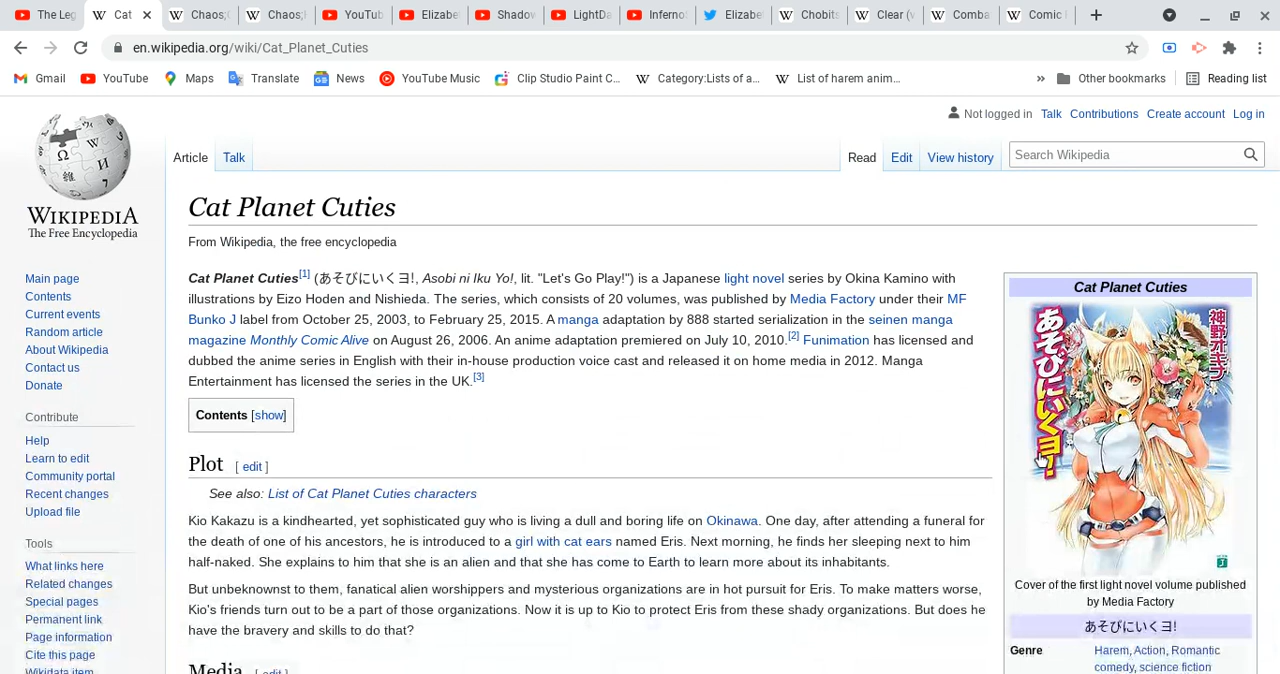 The Leg
Cat
Chaos;C
Chaos;
YouTub
Elizabet
Shadow
LightDa
Inferno
Elizabet
Chobits
Clear (v
Comba
Comic
en.wikipedia.org/wiki/Cat_Planet_Cuties
Gmail YouTube Maps Translate News YouTube Music Clip Studio Paint C... Category:Lists of a... List of harem anim... » Other bookmarks Reading list
Not logged in Talk Contributions Create account Log in
Article Talk Read Edit View history Search Wikipedia
WIKIPEDIA
The Free Encyclopedia
Main page
Contents
Current events
Random article
About Wikipedia
Contact us
Donate
Contribute
Help
Learn to edit
Community portal
Recent changes
Upload file
Tools
What links here
Related changes
Special pages
Permanent link
Page information
Cite this page
Wikidata item
Cat Planet Cuties
From Wikipedia, the free encyclopedia
Cat Planet Cuties[1] (あそびにいくヨ!, Asobi ni Iku Yo!, lit. "Let's Go Play!") is a Japanese light novel series by Okina Kamino with
illustrations by Eizo Hoden and Nishieda. The series, which consists of 20 volumes, was published by Media Factory under their MF
Bunko J label from October 25, 2003, to February 25, 2015. A manga adaptation by 888 started serialization in the seinen manga
magazine Monthly Comic Alive on August 26, 2006. An anime adaptation premiered on July 10, 2010.[2] Funimation has licensed and
dubbed the anime series in English with their in-house production voice cast and released it on home media in 2012. Manga
Entertainment has licensed the series in the UK.[3]
Contents [show]
Plot [ edit ]
See also: List of Cat Planet Cuties characters
Kio Kakazu is a kindhearted, yet sophisticated guy who is living a dull and boring life on Okinawa. One day, after attending a funeral for
the death of one of his ancestors, he is introduced to a girl with cat ears named Eris. Next morning, he finds her sleeping next to him
half-naked. She explains to him that she is an alien and that she has come to Earth to learn more about its inhabitants.
But unbeknownst to them, fanatical alien worshippers and mysterious organizations are in hot pursuit for Eris. To make matters worse,
Kio's friends turn out to be a part of those organizations. Now it is up to Kio to protect Eris from these shady organizations. But does he
have the bravery and skills to do that?
Media [ edit ]
Cat Planet Cuties
あそびにいくヨ!
神野オキナ
Cover of the first light novel volume published
by Media Factory
あそびにいくヨ!
Genre Harem, Action, Romantic
comedy, science fiction